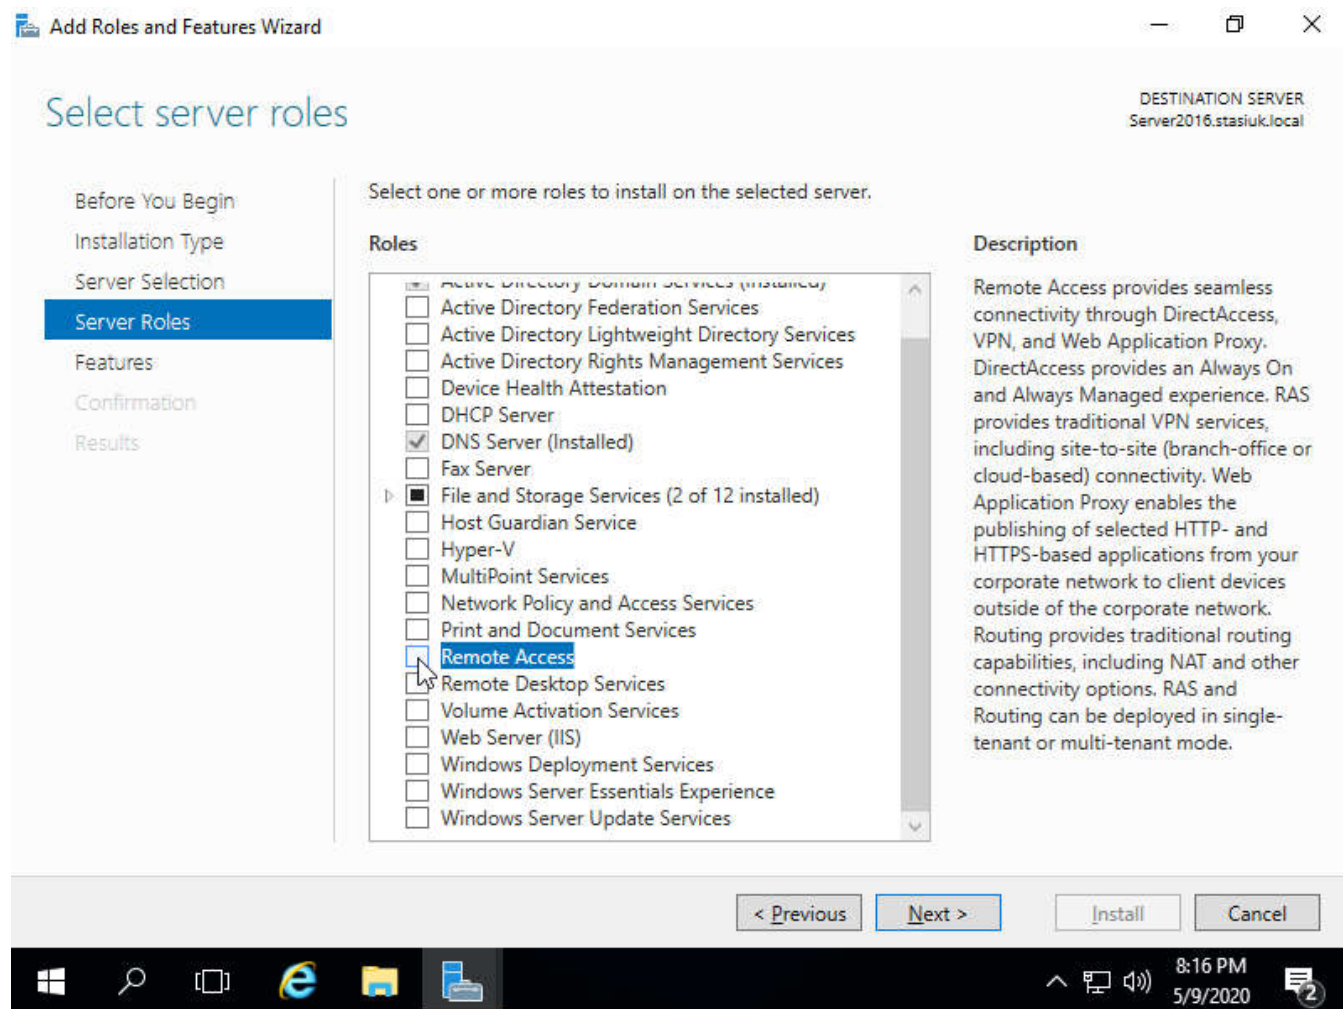 Add Roles and Features Wizard
Select server roles
DESTINATION SERVER
Server2016.stasiuk.local
Before You Begin
Installation Type
Server Selection
Server Roles
Features
Confirmation
Results
Select one or more roles to install on the selected server.
Roles
Active Directory Domain Services (Installed)
Active Directory Federation Services
Active Directory Lightweight Directory Services
Active Directory Rights Management Services
Device Health Attestation
DHCP Server
DNS Server (Installed)
Fax Server
File and Storage Services (2 of 12 installed)
Host Guardian Service
Hyper-V
MultiPoint Services
Network Policy and Access Services
Print and Document Services
Remote Access
Remote Desktop Services
Volume Activation Services
Web Server (IIS)
Windows Deployment Services
Windows Server Essentials Experience
Windows Server Update Services
Description
Remote Access provides seamless
connectivity through DirectAccess,
VPN, and Web Application Proxy.
DirectAccess provides an Always On
and Always Managed experience. RAS
provides traditional VPN services,
including site-to-site (branch-office or
cloud-based) connectivity. Web
Application Proxy enables the
publishing of selected HTTP- and
HTTPS-based applications from your
corporate network to client devices
outside of the corporate network.
Routing provides traditional routing
capabilities, including NAT and other
connectivity options. RAS and
Routing can be deployed in single-
tenant or multi-tenant mode.
< Previous
Next >
Install
Cancel
8:16 PM
5/9/2020
2